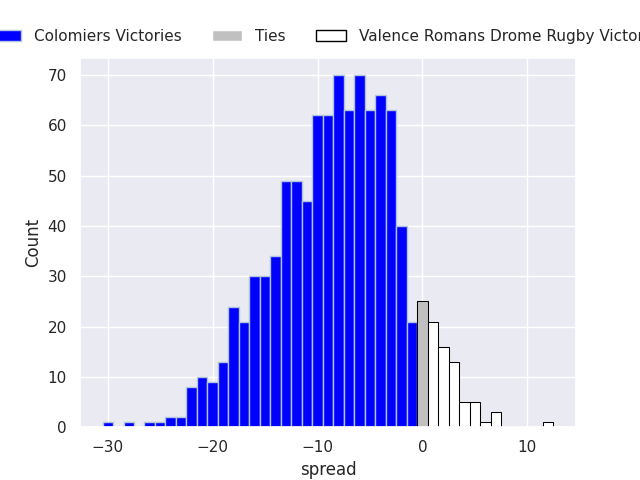 Colomiers Victories Ties Valence Romans Drome Rugby Victor
70
60
50
40
30
20
10
0
Count
−30 −20 −10 0 10
spread